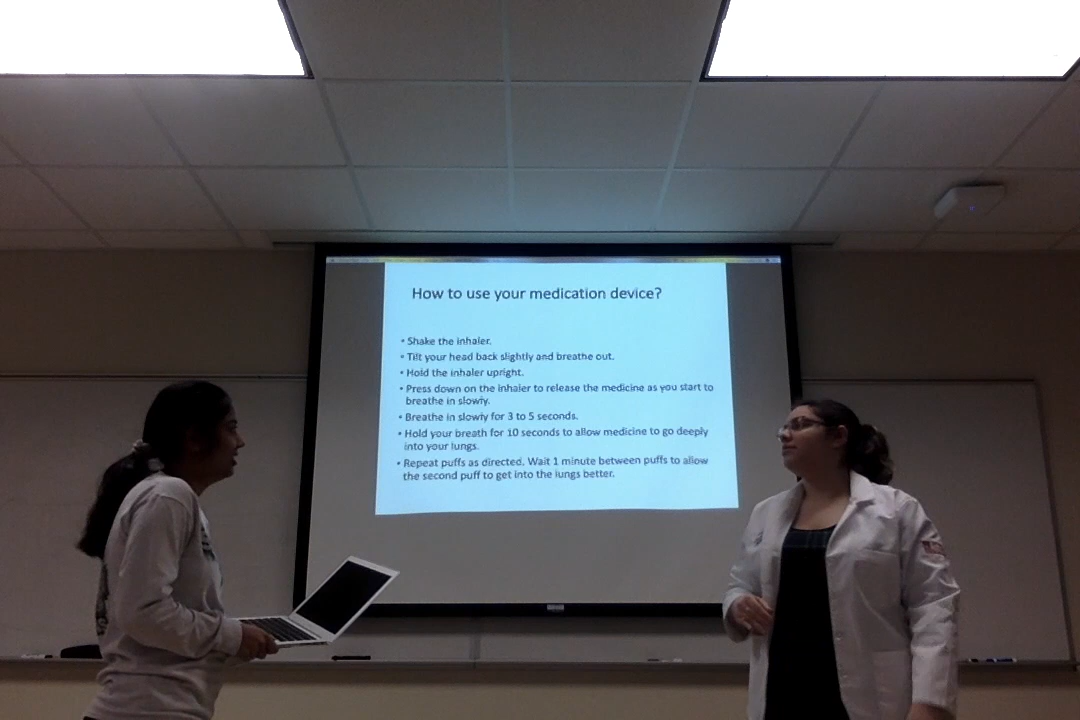 How to use your medication device?
• Shake the inhaler.
• Tilt your head back slightly and breathe out.
• Hold the inhaler upright.
• Press down on the inhaler to release the medicine as you start to
breathe in slowly.
• Breathe in slowly for 3 to 5 seconds.
• Hold your breath for 10 seconds to allow medicine to go deeply
into your lungs.
• Repeat puffs as directed. Wait 1 minute between puffs to allow
the second puff to get into the lungs better.